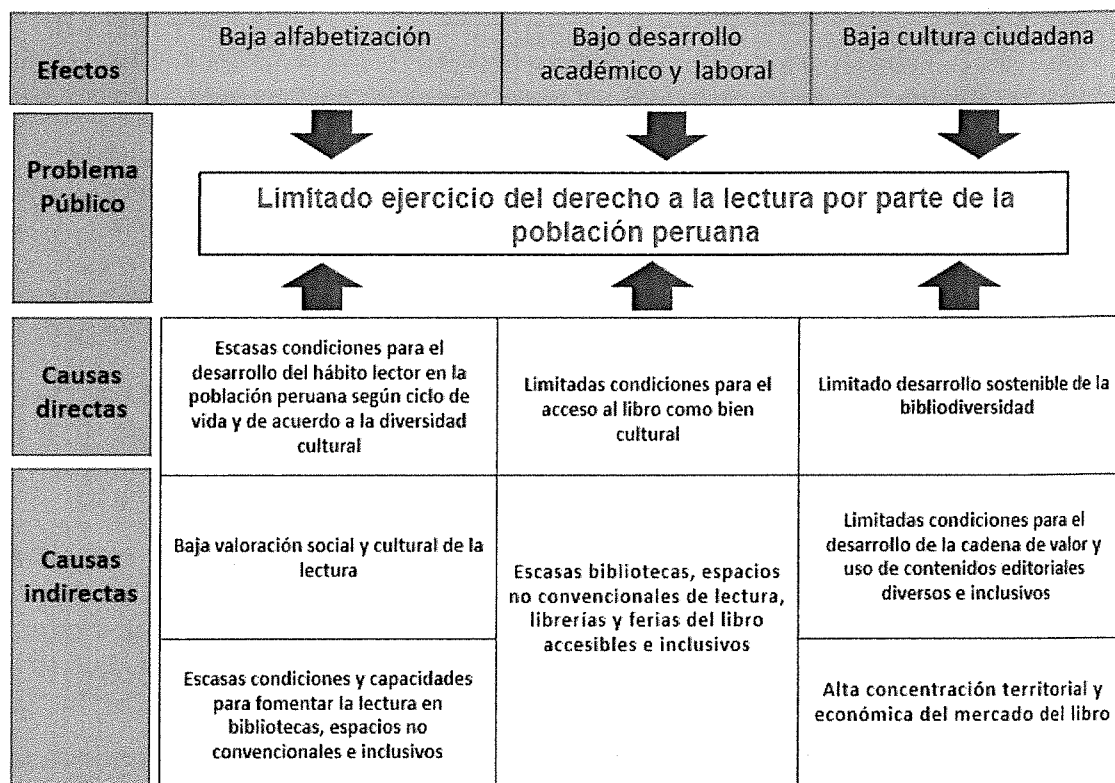 Efectos
Baja alfabetización
Bajo desarrollo
académico y laboral
Baja cultura ciudadana
Problema
Público
Limitado ejercicio del derecho a la lectura por parte de la
población peruana
Causas
directas
Escasas condiciones para el
desarrollo del hábito lector en la
población peruana según ciclo de
vida y de acuerdo a la diversidad
cultural
Limitadas condiciones para el
acceso al libro como bien
cultural
Limitado desarrollo sostenible de la
bibliodiversidad
Causas
indirectas
Baja valoración social y cultural de la
lectura
Escasas condiciones y capacidades
para fomentar la lectura en
bibliotecas, espacios no
convencionales e inclusivos
Escasas bibliotecas, espacios
no convencionales de lectura,
librerías y ferias del libro
accesibles e inclusivos
Limitadas condiciones para el
desarrollo de la cadena de valor y
uso de contenidos editoriales
diversos e inclusivos
Alta concentración territorial y
económica del mercado del libro